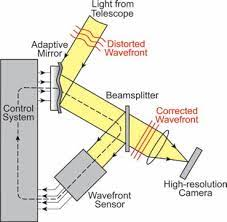 Light from
Telescope
Adaptive
Mirror
Distorted
Wavefront
Beamsplitter
Corrected
Wavefront
Control
System
Wavefront
Sensor
High-resolution
Camera